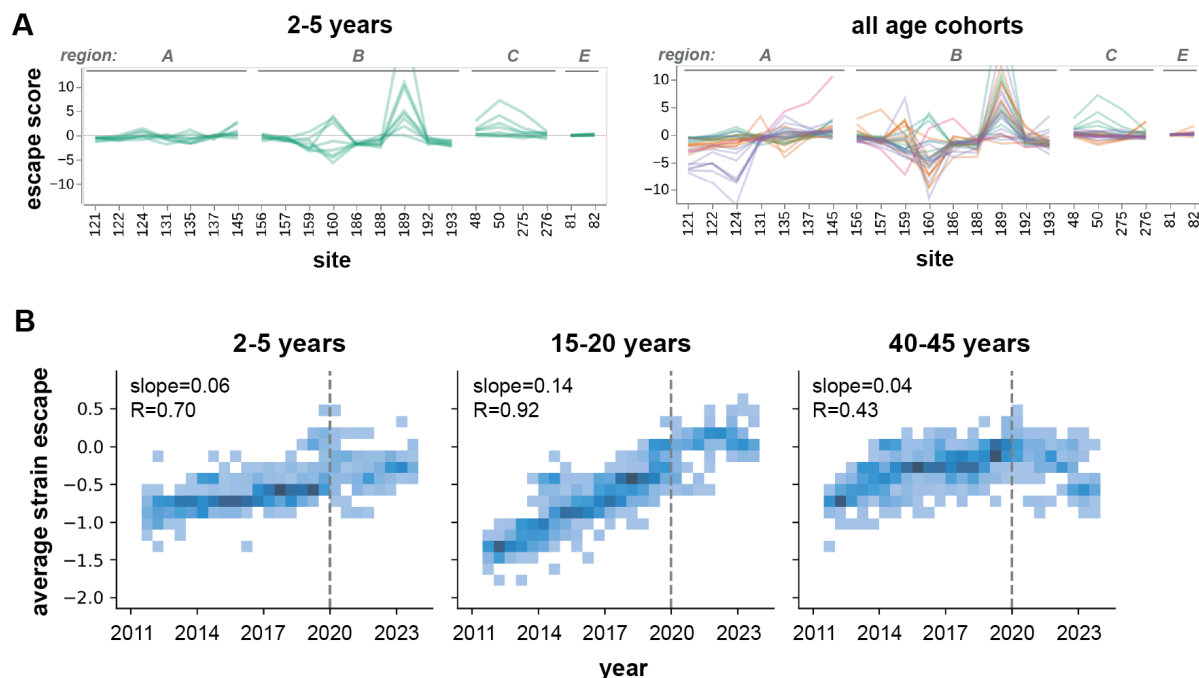 A
2-5 years
all age cohorts
region: A B C E
region: A B C E
escape score
10
5
0
−5
−10
10
5
0
−5
−10
121 122 124 131 135 137 145 156 157 159 160 186 188 189 192 193 48 50 275 276 81 82
121 122 124 131 135 137 145 156 157 159 160 186 188 189 192 193 48 50 275 276 81 82
site
site
B
2-5 years
15-20 years
40-45 years
average strain escape
slope=0.06
R=0.70
slope=0.14
R=0.92
slope=0.04
R=0.43
0.5
0.0
−0.5
−1.0
−1.5
−2.0
2011 2014 2017 2020 2023
2011 2014 2017 2020 2023
2011 2014 2017 2020 2023
year